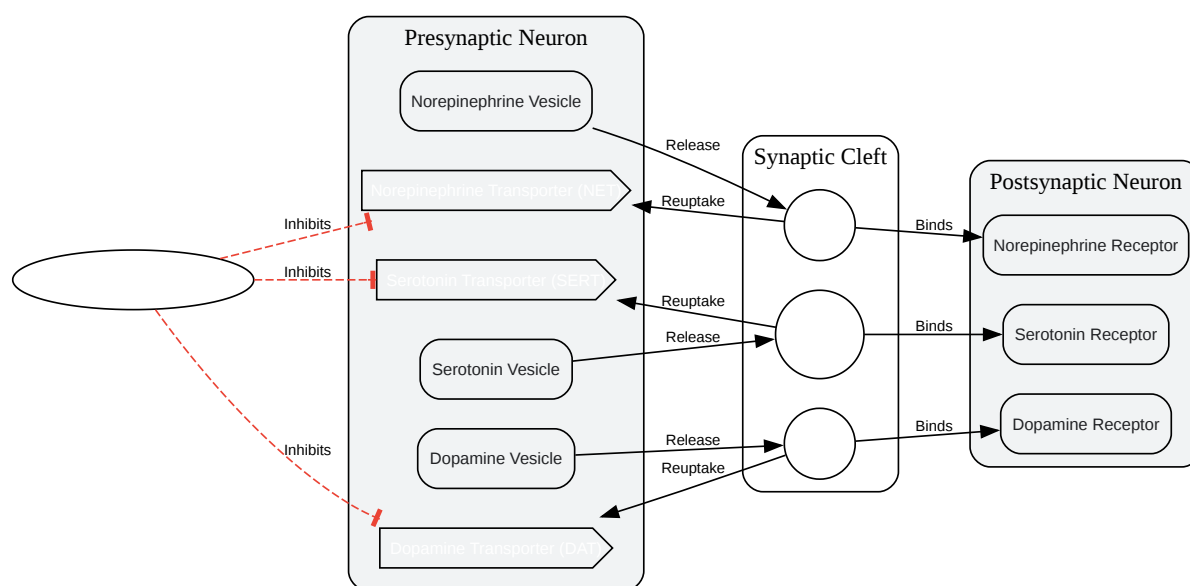 Presynaptic Neuron
Norepinephrine Vesicle
Release
Synaptic Cleft
Postsynaptic Neuron
Norepinephrine Transporter (NET)
Reuptake
Inhibits
Binds
Norepinephrine Receptor
Inhibits
Serotonin Transporter (SERT)
Reuptake
Release
Binds
Serotonin Receptor
Serotonin Vesicle
Dopamine Vesicle
Inhibits
Release
Reuptake
Binds
Dopamine Receptor
Dopamine Transporter (DAT)